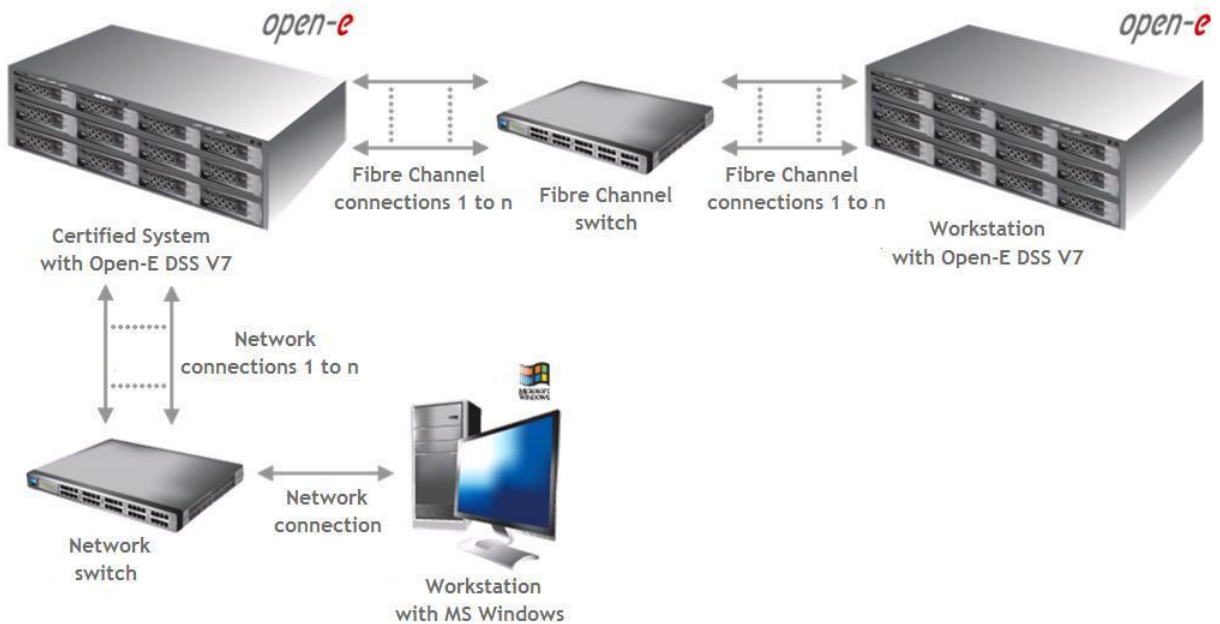 open-e
open-e
Fibre Channel
connections 1 to n
Fibre Channel
switch
Fibre Channel
connections 1 to n
Certified System
with Open-E DSS V7
Workstation
with Open-E DSS V7
Network
connections 1 to n
MICROSOFT
WINDOWS
Network
connection
Network
switch
Workstation
with MS Windows